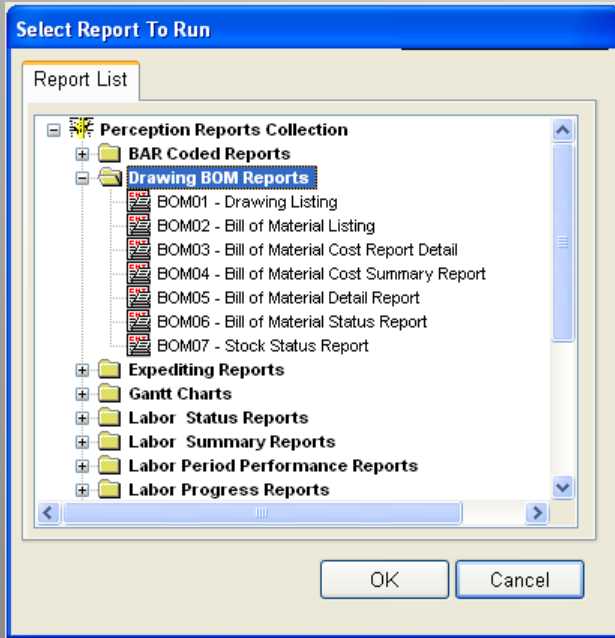 Select Report To Run
Report List
Perception Reports Collection
BAR Coded Reports
Drawing BOM Reports
BOM01 - Drawing Listing
BOM02 - Bill of Material Listing
BOM03 - Bill of Material Cost Report Detail
BOM04 - Bill of Material Cost Summary Report
BOM05 - Bill of Material Detail Report
BOM06 - Bill of Material Status Report
BOM07 - Stock Status Report
Expediting Reports
Gantt Charts
Labor  Status Reports
Labor  Summary Reports
Labor Period Performance Reports
Labor Progress Reports
OK Cancel